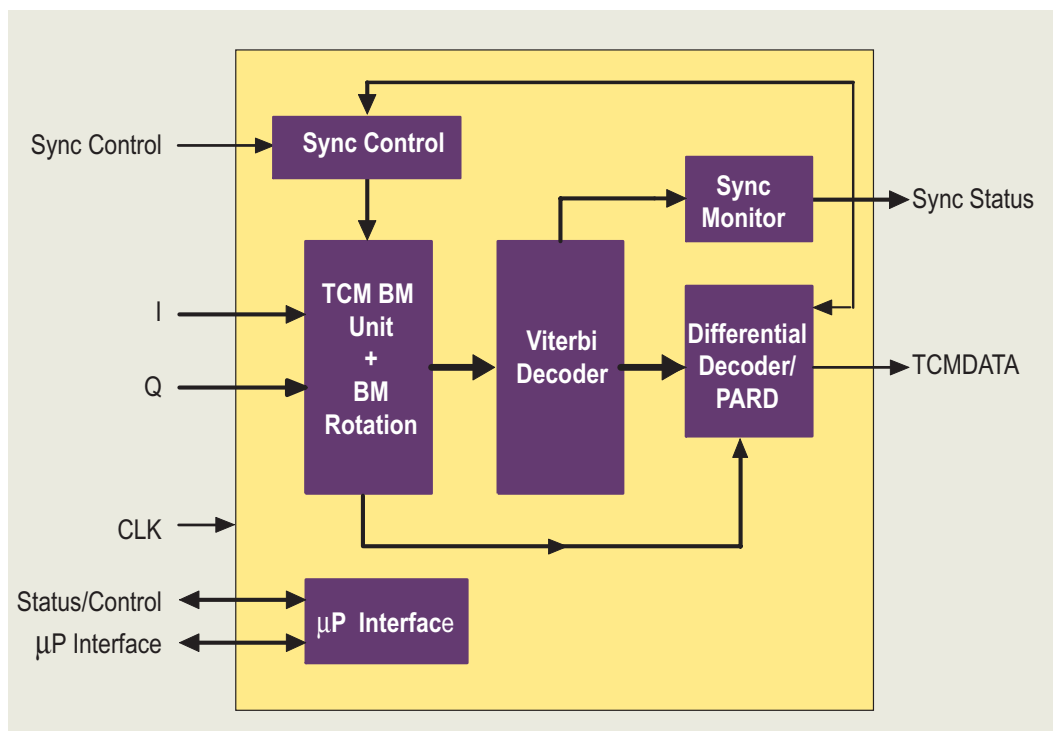 Sync Control
Sync Control
Sync
Monitor
Sync Status
I
Q
TCM BM
Unit
+
BM
Rotation
Viterbi
Decoder
Differential
Decoder/
PARD
TCMDATA
CLK
Status/Control
μP Interface
μP Interface